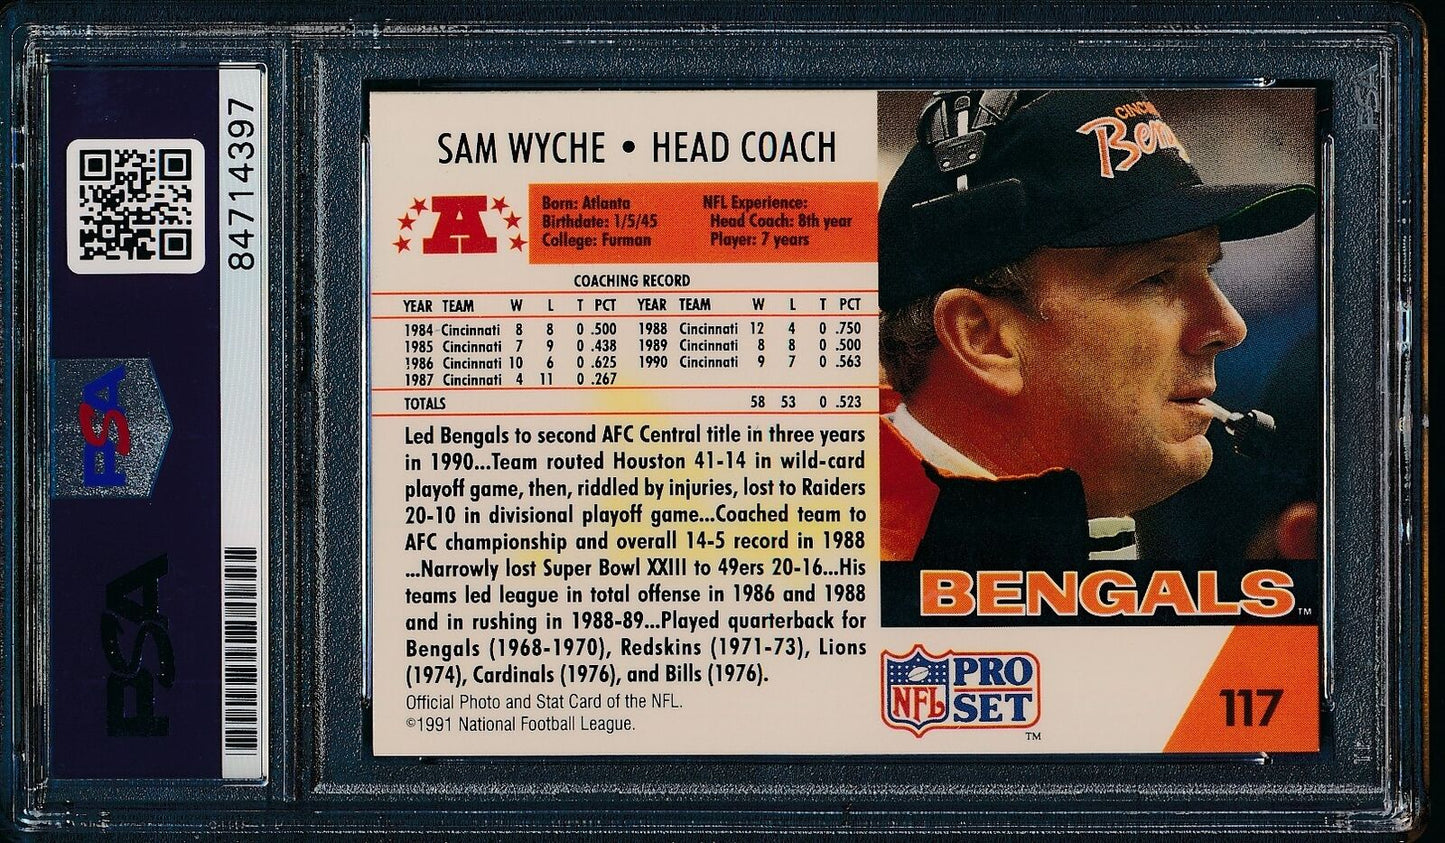 84714397
PSA
PSA
SAM WYCHE • HEAD COACH
A
Born: Atlanta
Birthdate: 1/5/45
College: Furman
NFL Experience:
Head Coach: 8th year
Player: 7 years
COACHING RECORD
YEAR TEAM W L T PCT YEAR TEAM W L T PCT
1984 Cincinnati 8 8 0 .500 1988 Cincinnati 12 4 0 .750
1985 Cincinnati 7 9 0 .438 1989 Cincinnati 8 8 0 .500
1986 Cincinnati 10 6 0 .625 1990 Cincinnati 9 7 0 .563
1987 Cincinnati 4 11 0 .267
TOTALS 58 53 0 .523
Led Bengals to second AFC Central title in three years
in 1990...Team routed Houston 41-14 in wild-card
playoff game, then, riddled by injuries, lost to Raiders
20-10 in divisional playoff game...Coached team to
AFC championship and overall 14-5 record in 1988
...Narrowly lost Super Bowl XXIII to 49ers 20-16...His
teams led league in total offense in 1986 and 1988
and in rushing in 1988-89...Played quarterback for
Bengals (1968-1970), Redskins (1971-73), Lions
(1974), Cardinals (1976), and Bills (1976).
Official Photo and Stat Card of the NFL.
©1991 National Football League.
BENGALS™
NFL PRO SET™
117